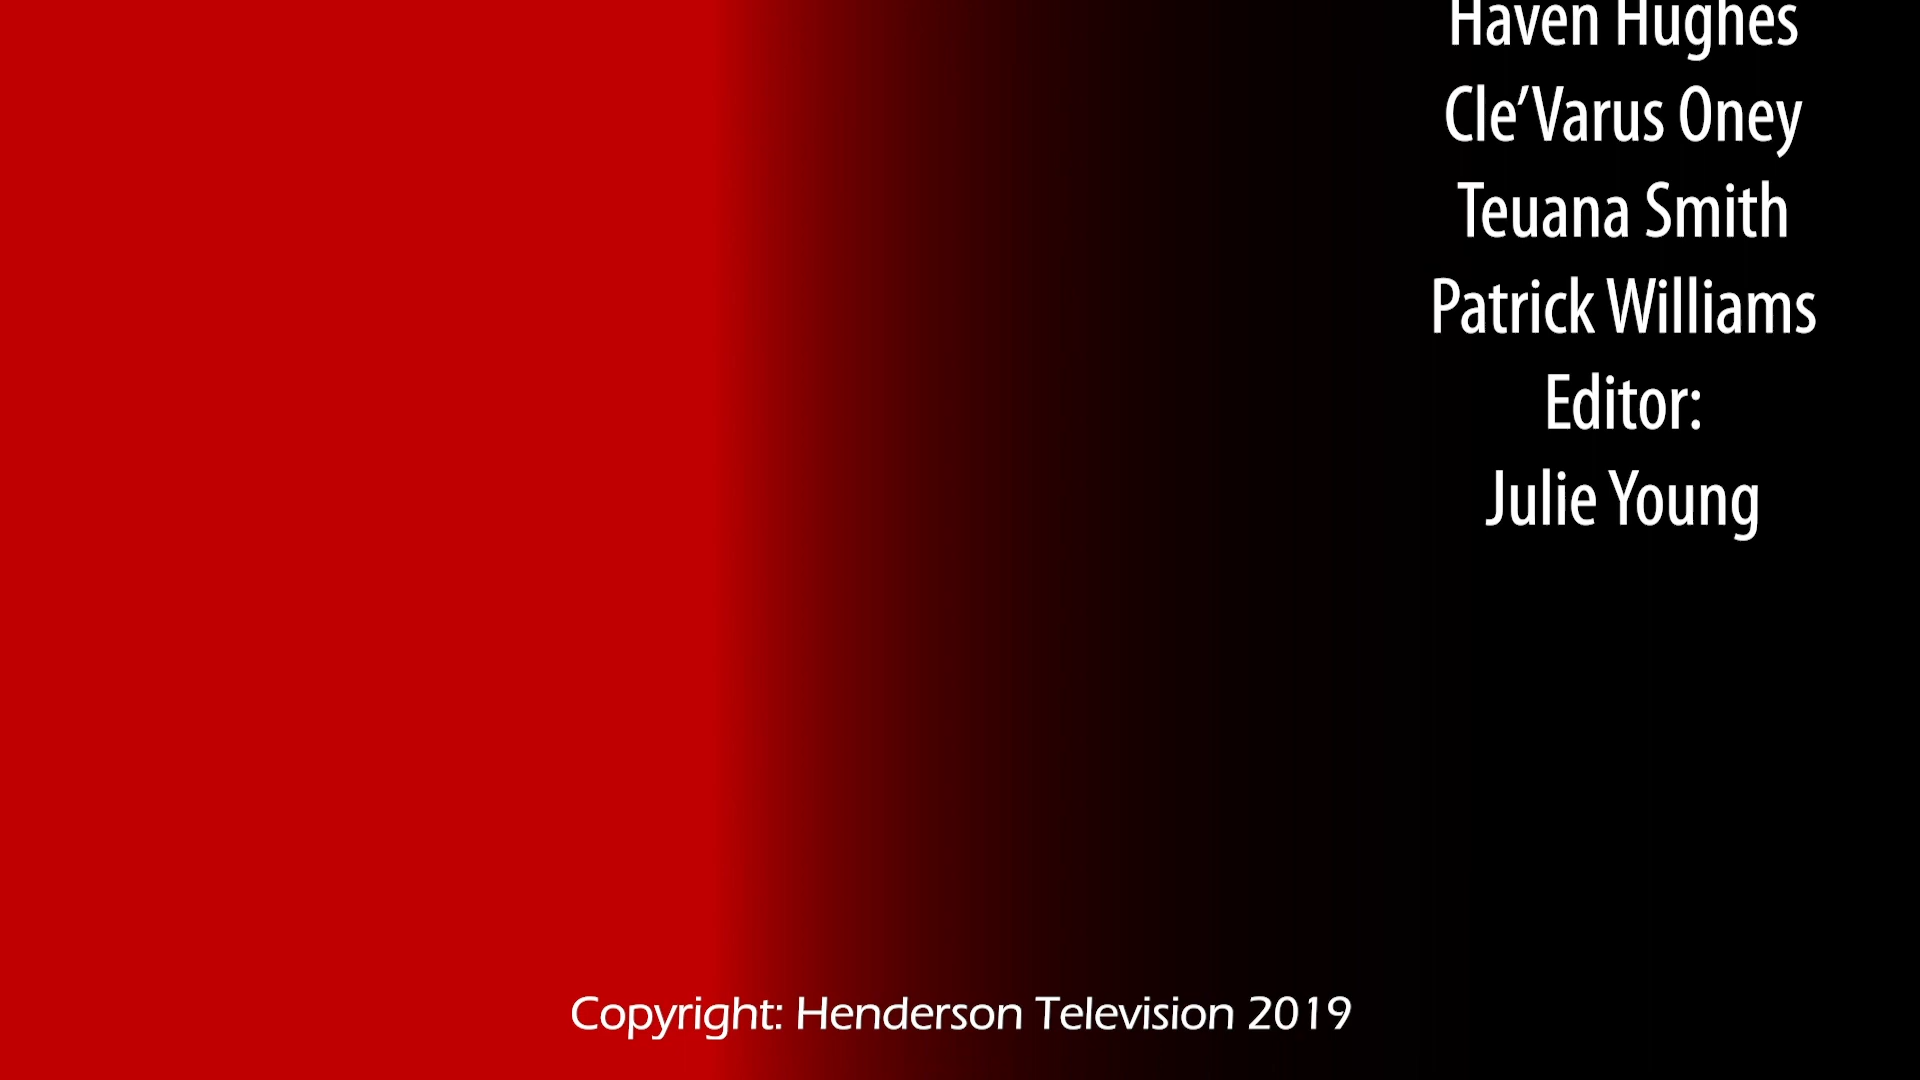 Haven Hughes
Cle’Varus Oney
Teuana Smith
Patrick Williams
Editor:
Julie Young
Copyright: Henderson Television 2019